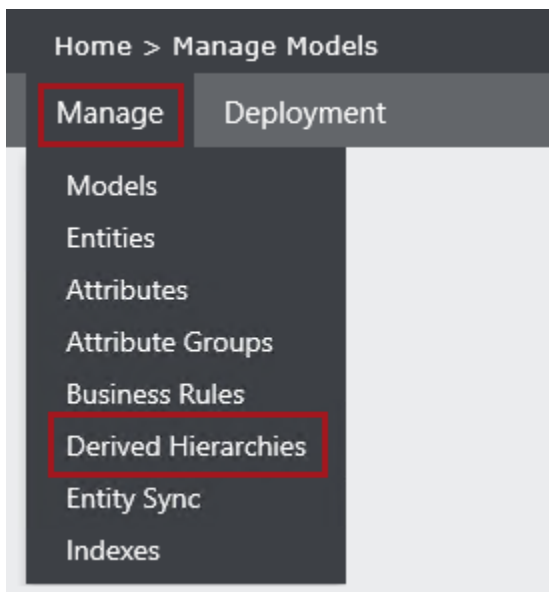 Home > Manage Models
Manage Deployment
Models
Entities
Attributes
Attribute Groups
Business Rules
Derived Hierarchies
Entity Sync
Indexes